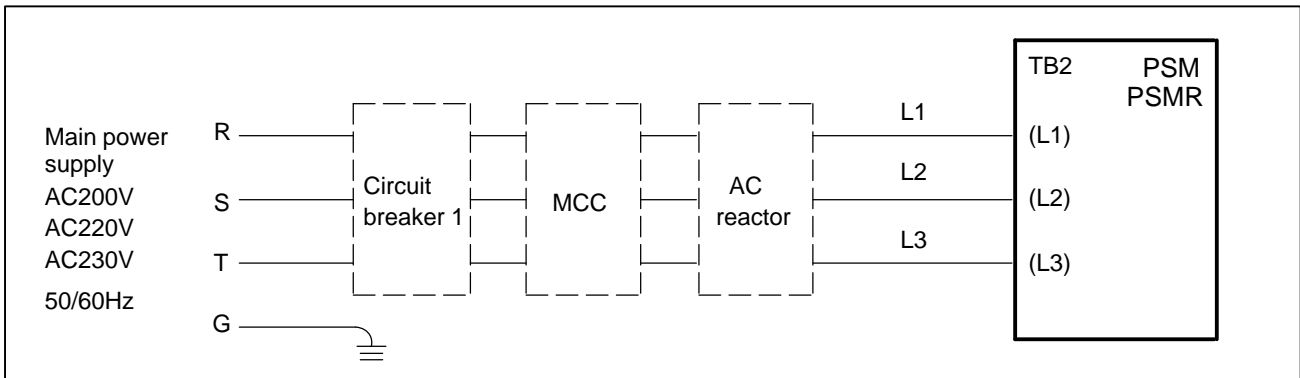 Main power
supply
AC200V
AC220V
AC230V
50/60Hz
R
S
T
G
Circuit
breaker 1
MCC
AC
reactor
L1
L2
L3
TB2
PSM
PSMR
(L1)
(L2)
(L3)